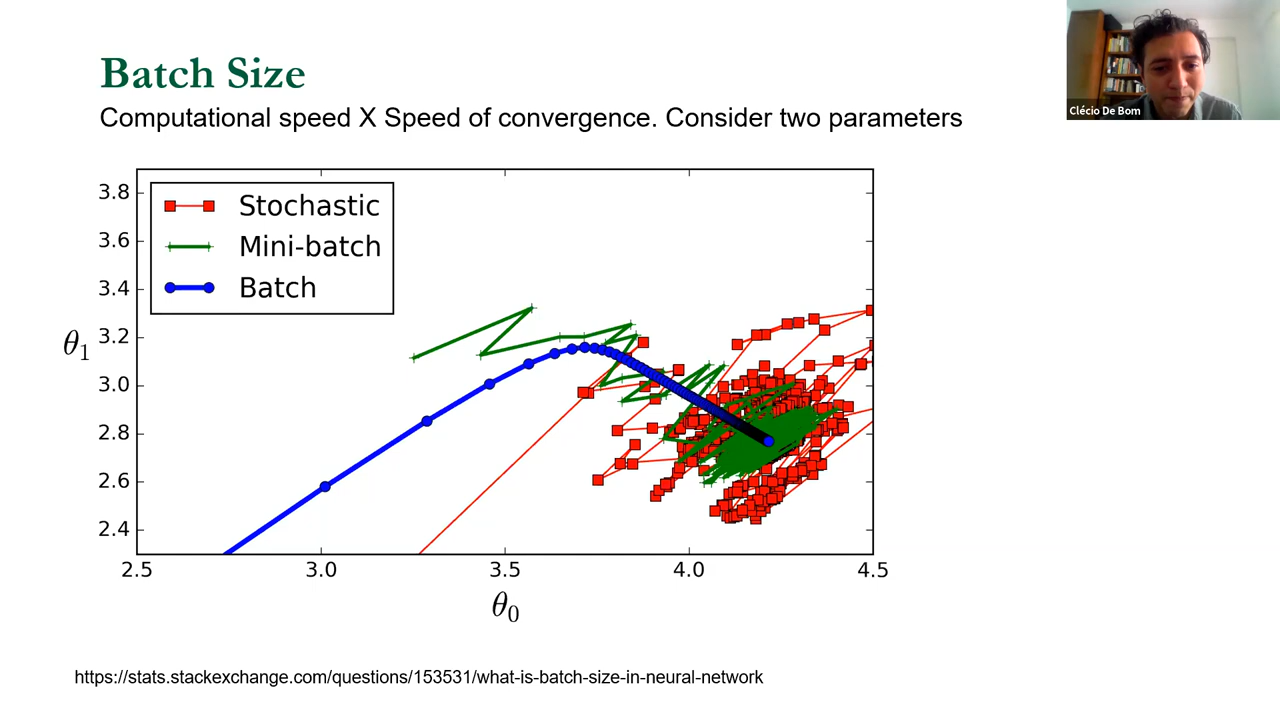 Batch Size
Computational speed X Speed of convergence. Consider two parameters
Clécio De Bom
Stochastic
Mini-batch
Batch
3.8
3.6
3.4
3.2
3.0
2.8
2.6
2.4
θ1
2.5 3.0 3.5 4.0 4.5
θ0
https://stats.stackexchange.com/questions/153531/what-is-batch-size-in-neural-network